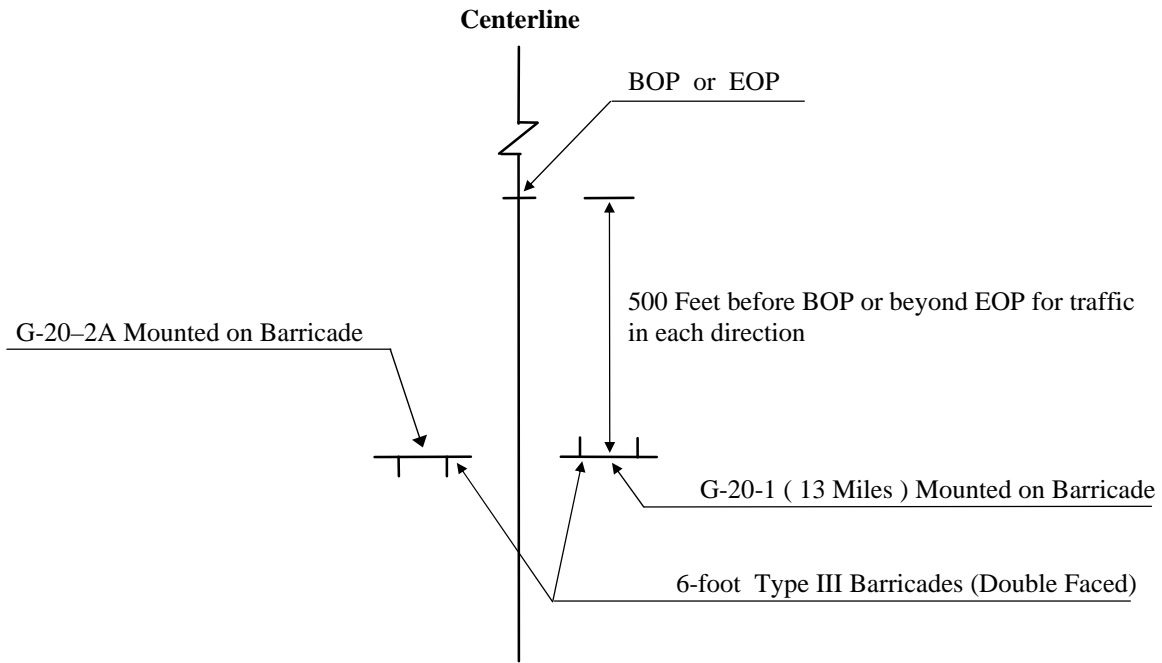 Centerline
BOP or EOP
500 Feet before BOP or beyond EOP for traffic
in each direction
G-20–2A Mounted on Barricade
G-20-1 ( 13 Miles ) Mounted on Barricade
6-foot Type III Barricades (Double Faced)